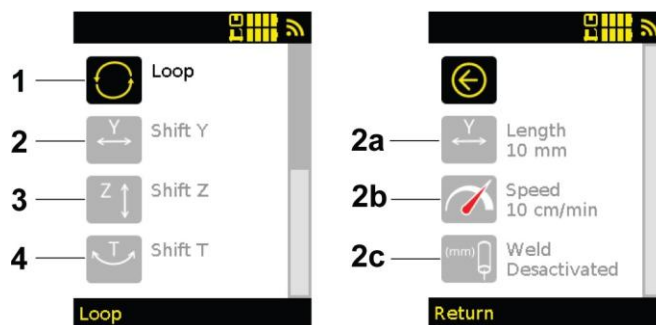 1
Loop
2
Y
Shift Y
3
Z
Shift Z
4
T
Shift T
Loop
2a
Y
Length
10 mm
2b
Speed
10 cm/min
2c
(mm)
Weld
Desactivated
Return